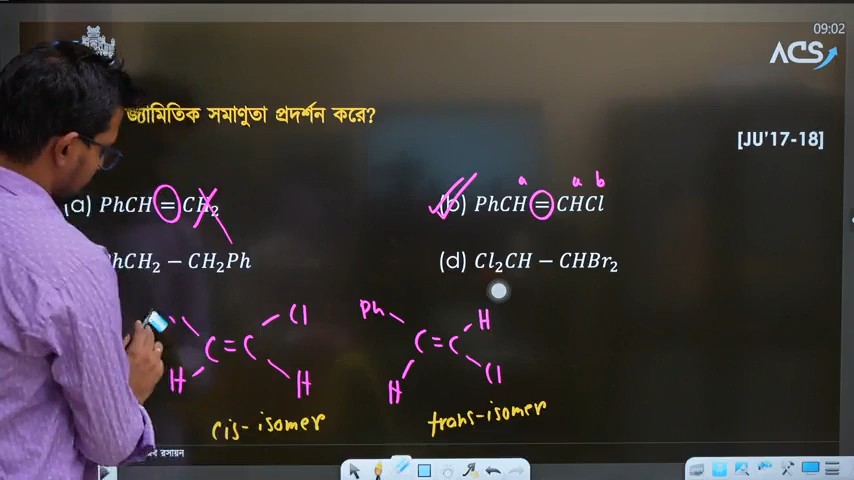 09:02
ACS
জ্যামিতিক সমাণুতা প্রদর্শন করে?
[JU'17-18]
a a b
(a) PhCH = CH₂
(b) PhCH = CHCl
CH₂ − CH₂Ph
(d) Cl₂CH − CHBr₂
Cl
Ph
H
C = C
C = C
H
H
H
Cl
cis-isomer
trans-isomer
রসায়ন